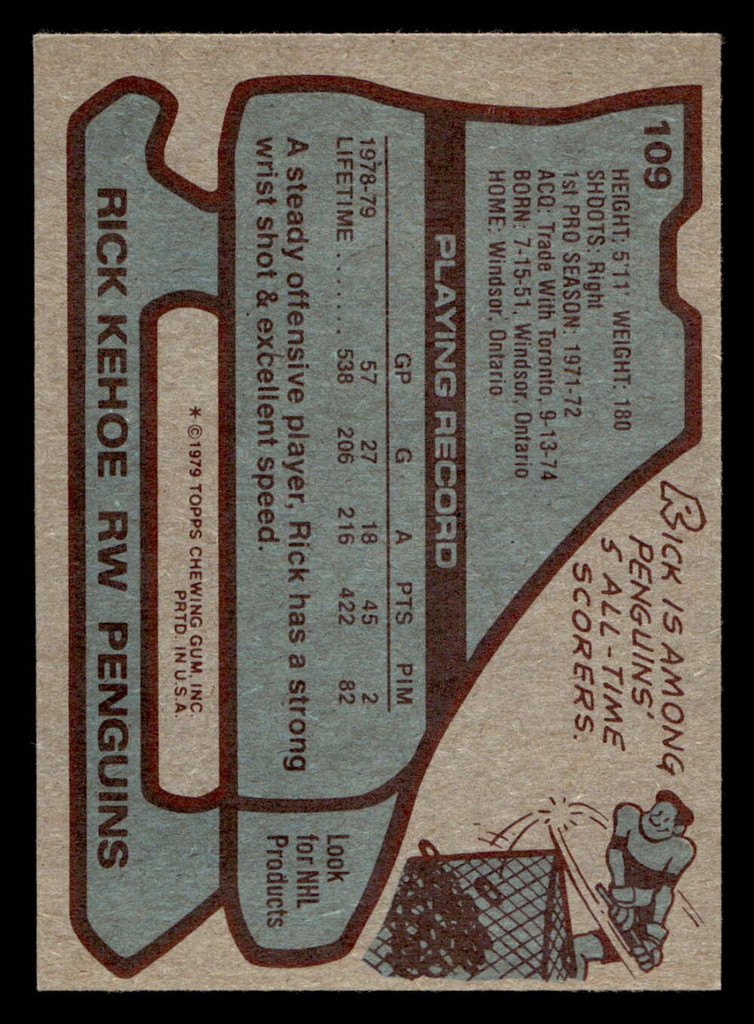 109
HEIGHT: 5'11" WEIGHT: 180
SHOOTS: Right
1st PRO SEASON: 1971-72
ACQ: Trade With Toronto, 9-13-74
BORN: 7-15-51, Windsor, Ontario
HOME: Windsor, Ontario
RICK IS AMONG
PENGUINS'
5 ALL-TIME
SCORERS.
PLAYING RECORD
GP G A PTS PIM
1978-79 57 27 18 45 2
LIFETIME ....... 538 206 216 422 82
A steady offensive player, Rick has a strong
wrist shot & excellent speed.
Look
for NHL
Products
* © 1979 TOPPS CHEWING GUM, INC.
PRTD. IN U.S.A.
RICK KEHOE RW PENGUINS